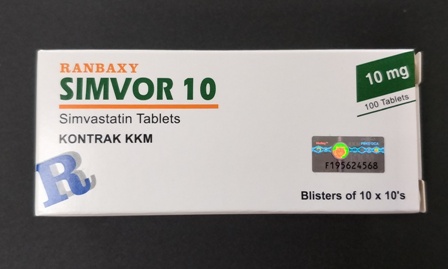 RANBAXY
SIMVOR 10
Simvastatin Tablets
KONTRAK KKM
10 mg
100 Tablets
F195624568
Blisters of 10 x 10's
R